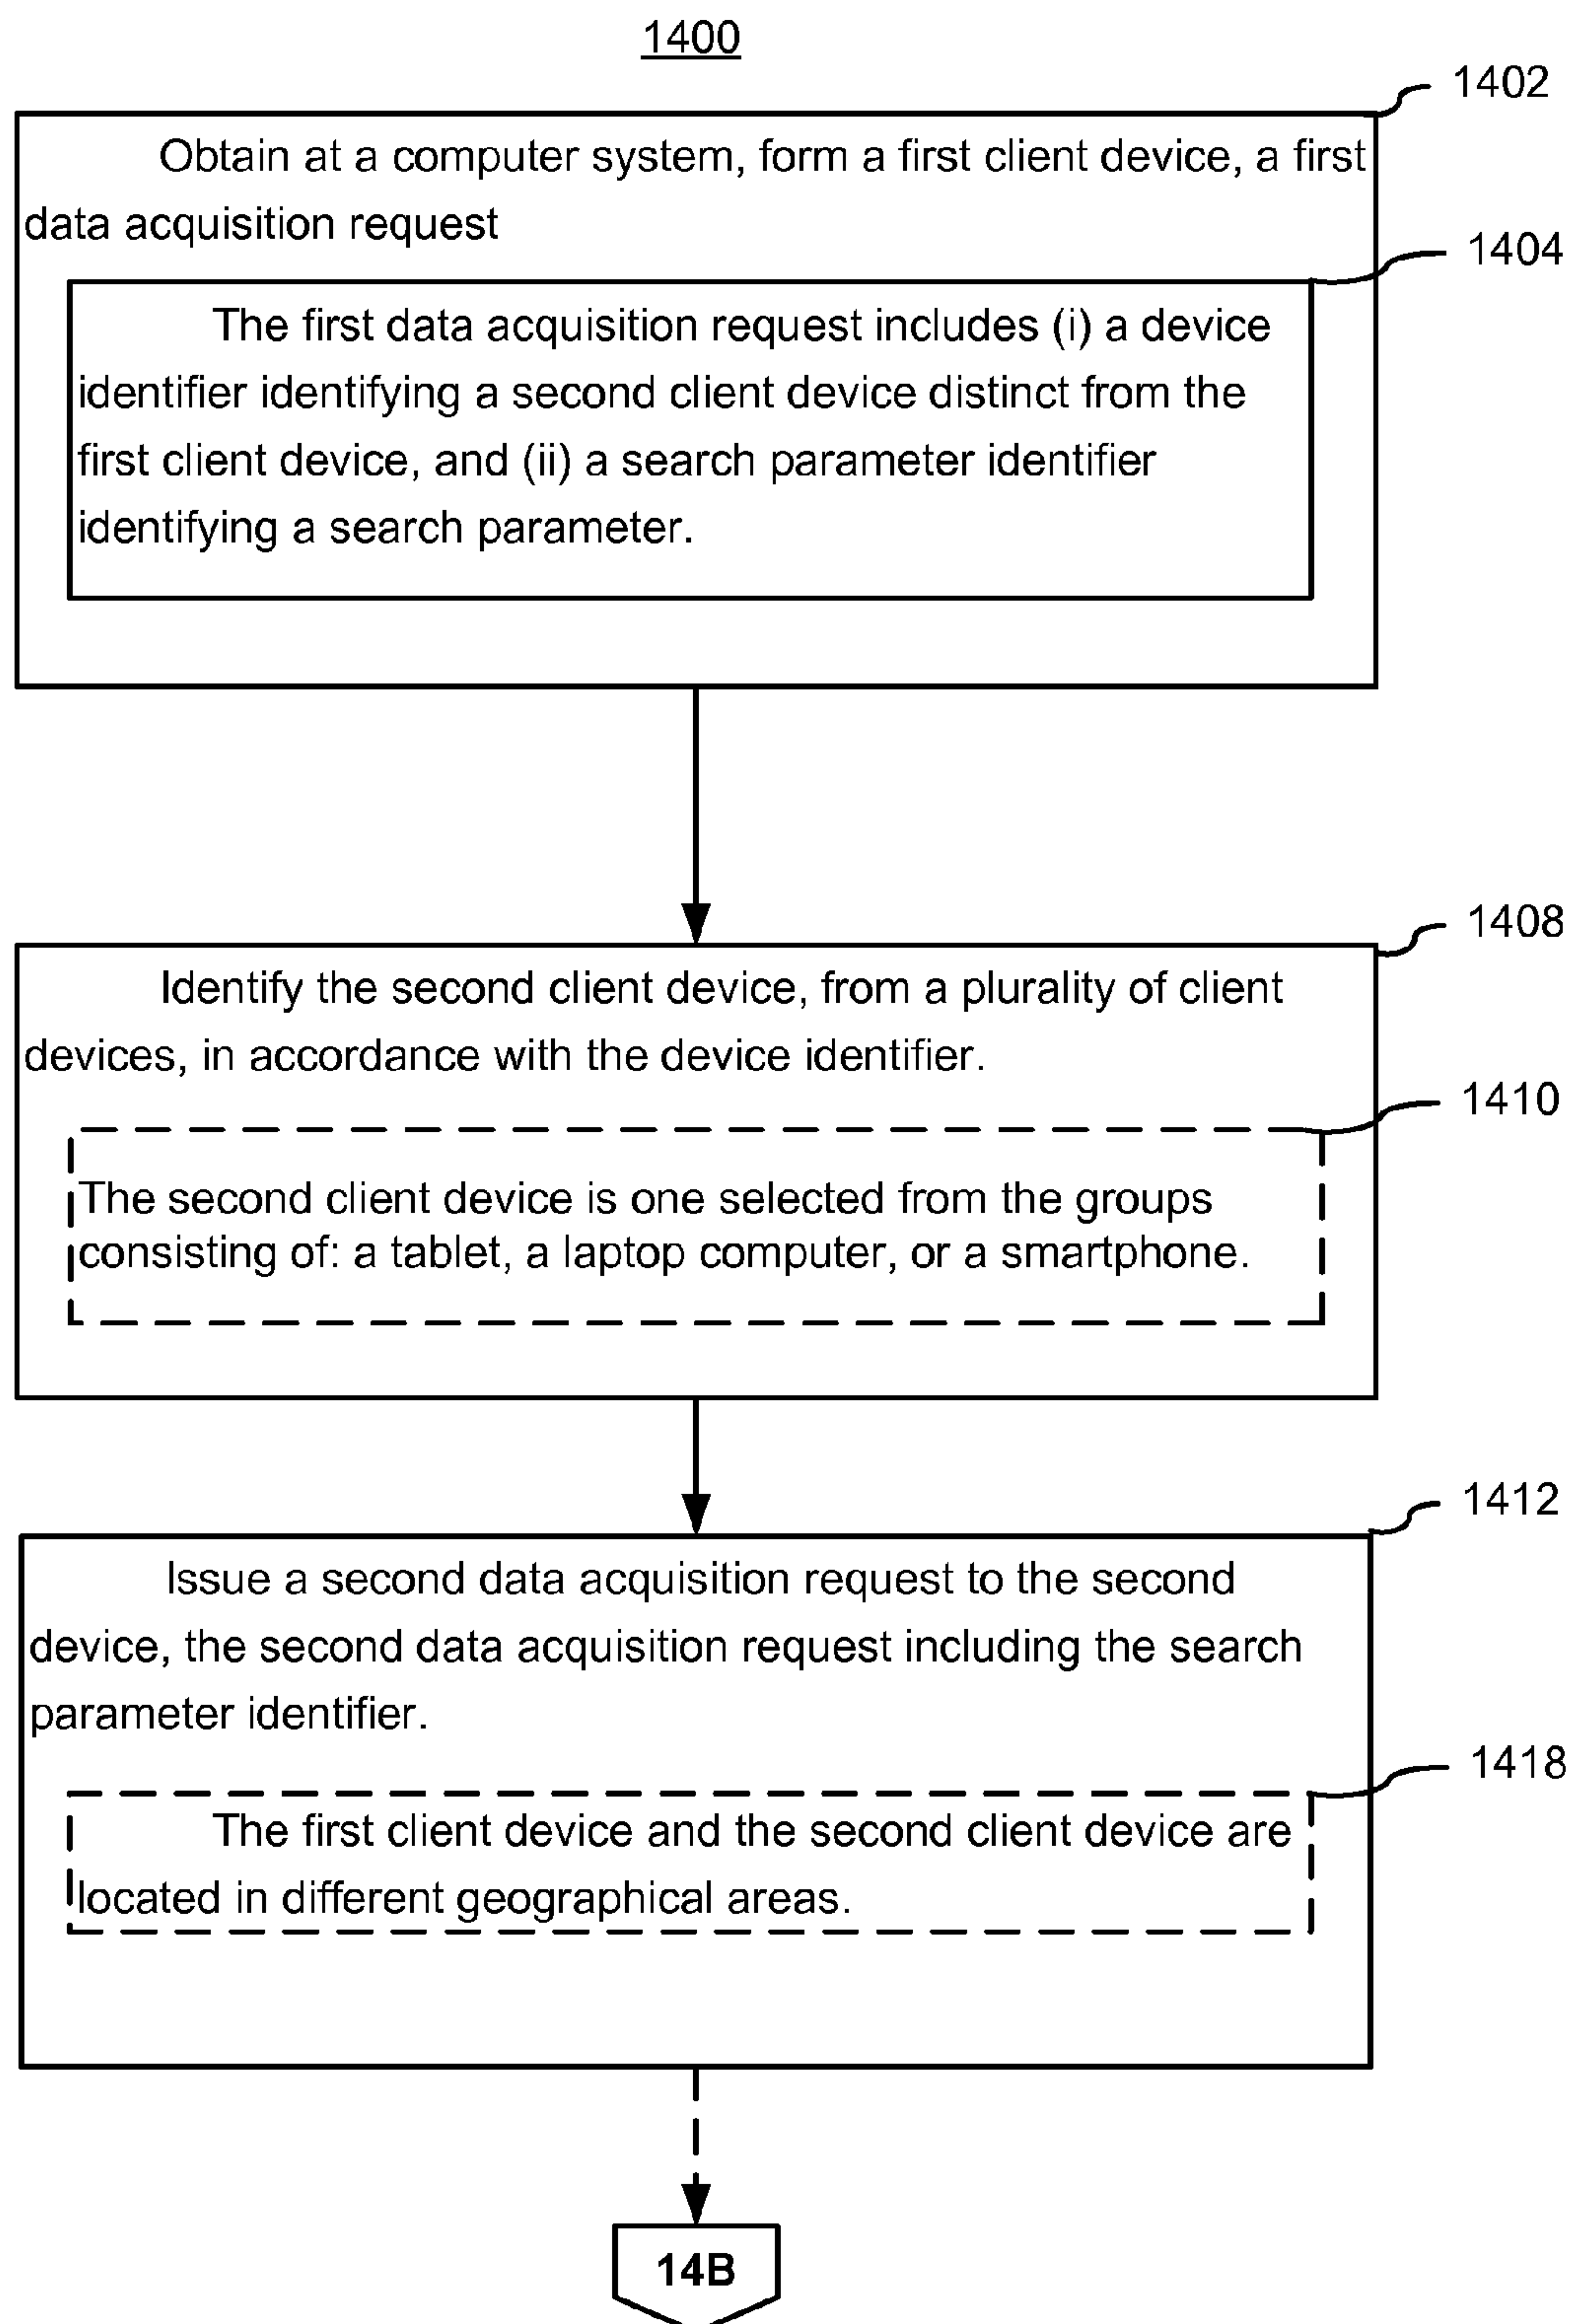 1400
1402
Obtain at a computer system, form a first client device, a first
data acquisition request
1404
The first data acquisition request includes (i) a device
identifier identifying a second client device distinct from the
first client device, and (ii) a search parameter identifier
identifying a search parameter.
1408
Identify the second client device, from a plurality of client
devices, in accordance with the device identifier.
1410
The second client device is one selected from the groups
consisting of: a tablet, a laptop computer, or a smartphone.
1412
Issue a second data acquisition request to the second
device, the second data acquisition request including the search
parameter identifier.
1418
The first client device and the second client device are
located in different geographical areas.
14B